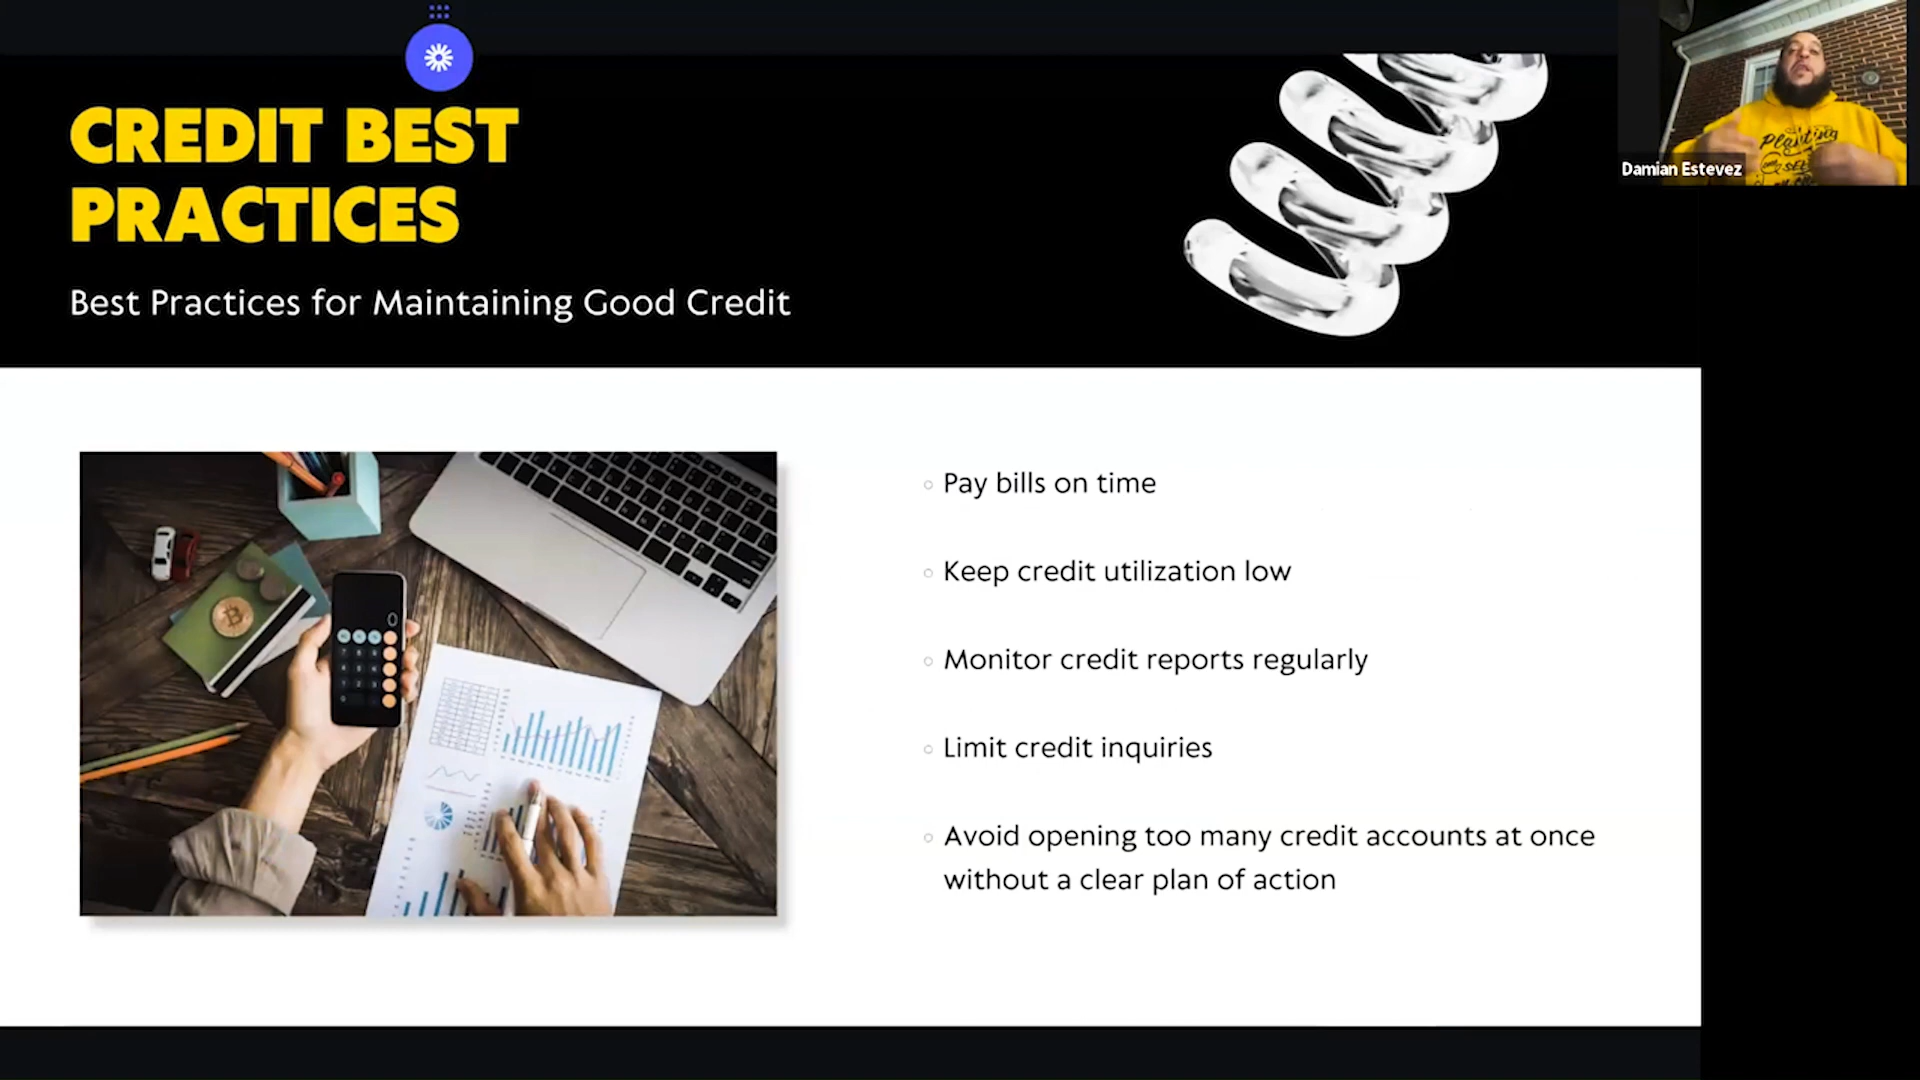 CREDIT BEST
PRACTICES
Best Practices for Maintaining Good Credit
Damian Estevez
Planting
Pay bills on time
Keep credit utilization low
Monitor credit reports regularly
Limit credit inquiries
Avoid opening too many credit accounts at once
without a clear plan of action